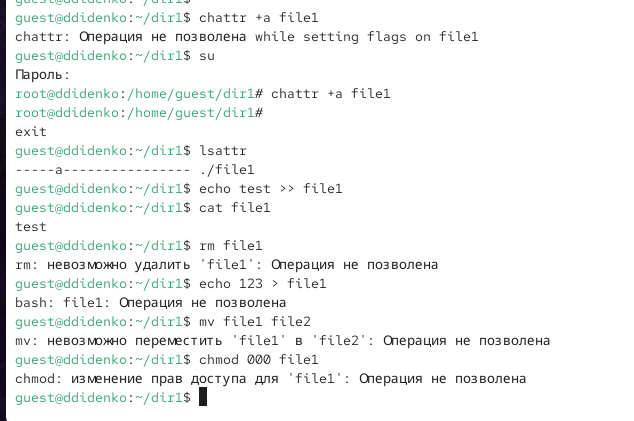 guest@ddidenko:~/dir1$ chattr +a file1
chattr: Операция не позволена while setting flags on file1
guest@ddidenko:~/dir1$ su
Пароль:
root@ddidenko:/home/guest/dir1# chattr +a file1
root@ddidenko:/home/guest/dir1#
exit
guest@ddidenko:~/dir1$ lsattr
-----a---------------- ./file1
guest@ddidenko:~/dir1$ echo test >> file1
guest@ddidenko:~/dir1$ cat file1
test
guest@ddidenko:~/dir1$ rm file1
rm: невозможно удалить 'file1': Операция не позволена
guest@ddidenko:~/dir1$ echo 123 > file1
bash: file1: Операция не позволена
guest@ddidenko:~/dir1$ mv file1 file2
mv: невозможно переместить 'file1' в 'file2': Операция не позволена
guest@ddidenko:~/dir1$ chmod 000 file1
chmod: изменение прав доступа для 'file1': Операция не позволена
guest@ddidenko:~/dir1$